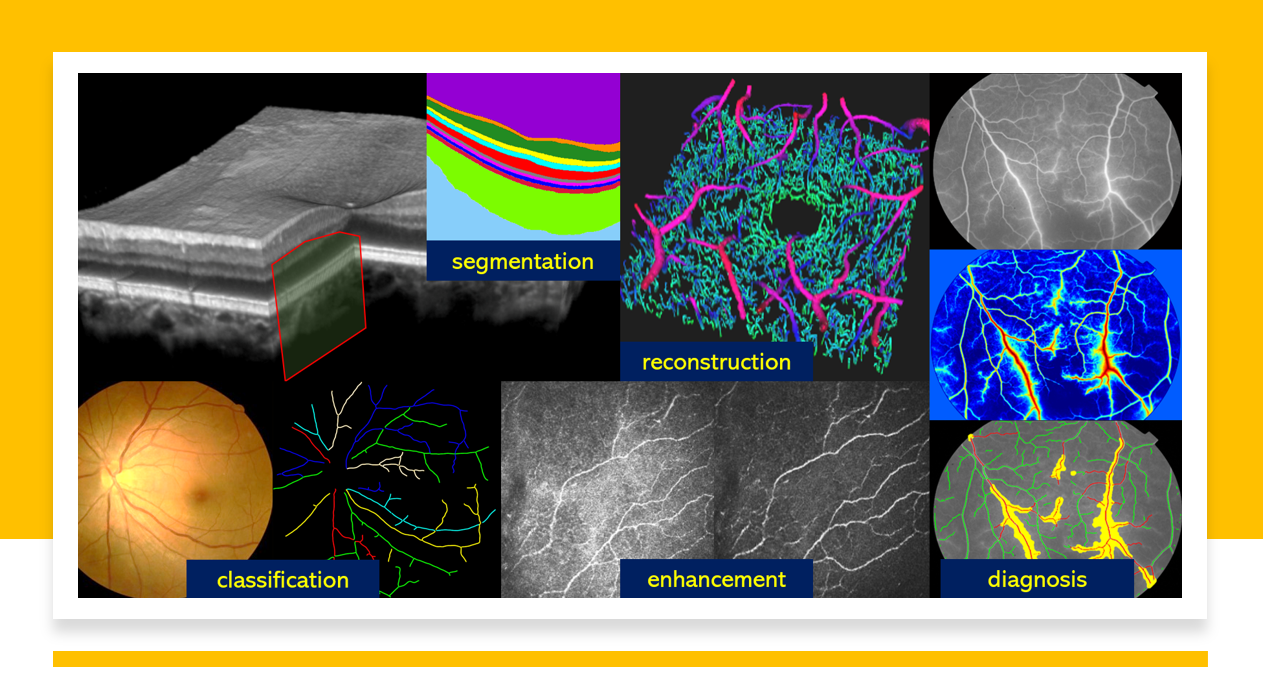 segmentation
reconstruction
classification
enhancement
diagnosis